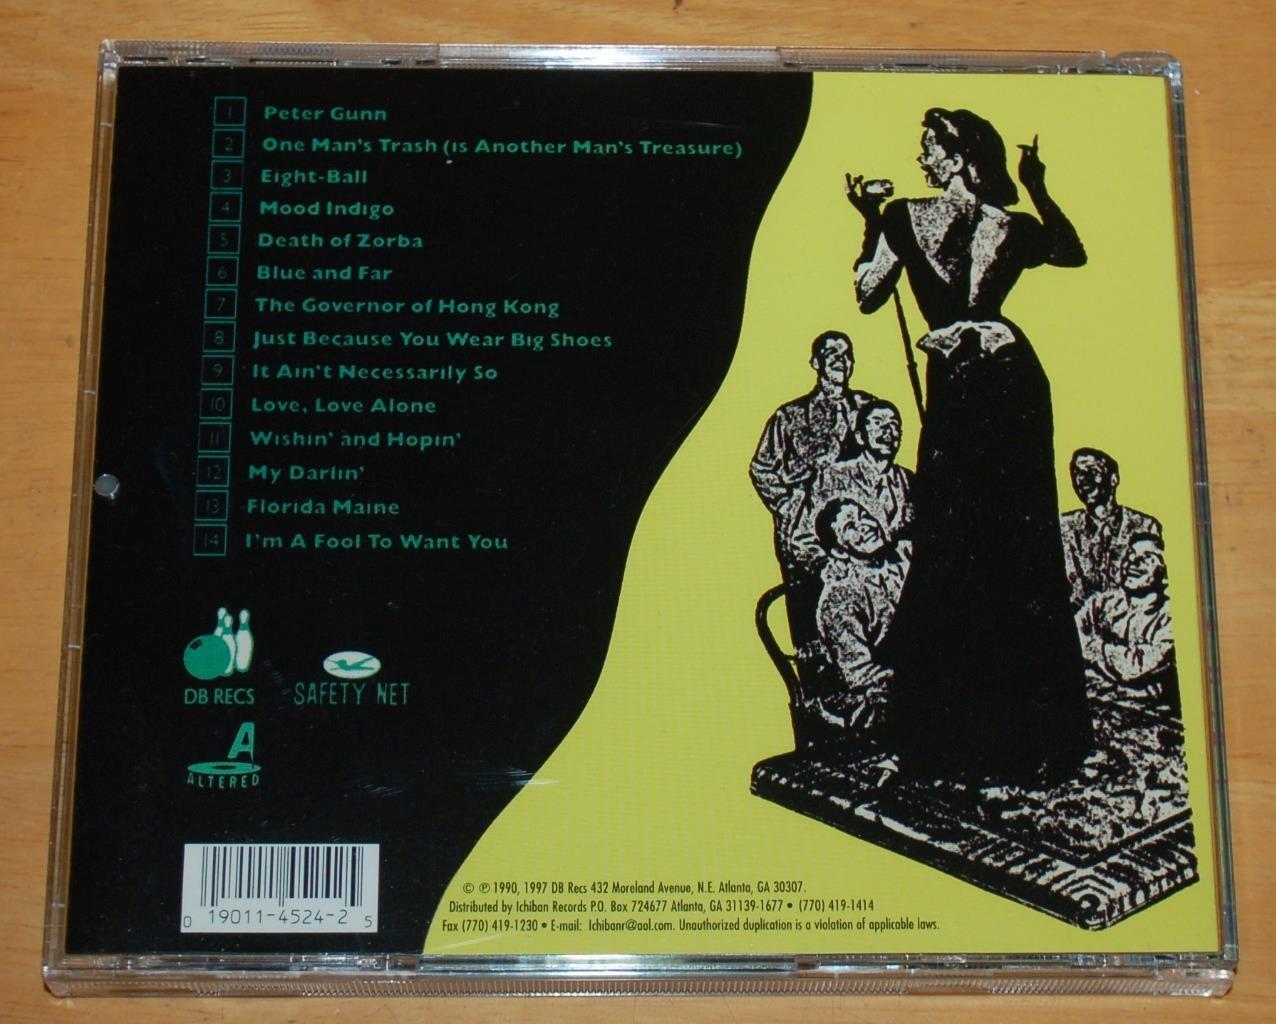 1 Peter Gunn
2 One Man's Trash (is Another Man's Treasure)
3 Eight-Ball
4 Mood Indigo
5 Death of Zorba
6 Blue and Far
7 The Governor of Hong Kong
8 Just Because You Wear Big Shoes
9 It Ain't Necessarily So
10 Love, Love Alone
11 Wishin' and Hopin'
12 My Darlin'
13 Florida Maine
14 I'm A Fool To Want You
DB RECS
SAFETY NET
A
ALTERED
0 19011-4524-2 5
© ℗ 1990, 1997 DB Recs 432 Moreland Avenue, N.E. Atlanta, GA 30307.
Distributed by Ichiban Records P.O. Box 724677 Atlanta, GA 31139-1677 • (770) 419-1414
Fax (770) 419-1230 • E-mail: Ichibanr@aol.com. Unauthorized duplication is a violation of applicable laws.